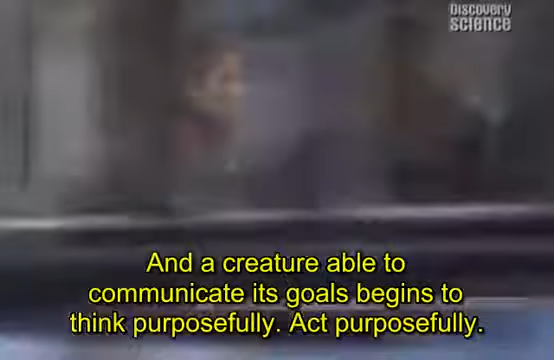 Discovery
SCIENCE
And a creature able to
communicate its goals begins to
think purposefully. Act purposefully.